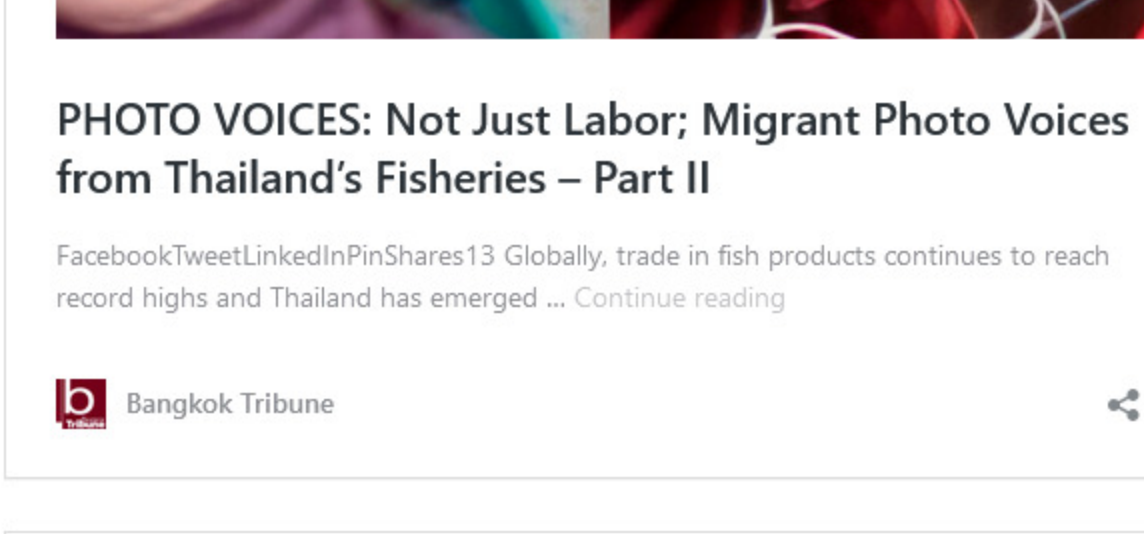 PHOTO VOICES: Not Just Labor; Migrant Photo Voices
from Thailand’s Fisheries – Part II
FacebookTweetLinkedInPinShares13 Globally, trade in fish products continues to reach
record highs and Thailand has emerged ... Continue reading
b
Tribune
Bangkok Tribune